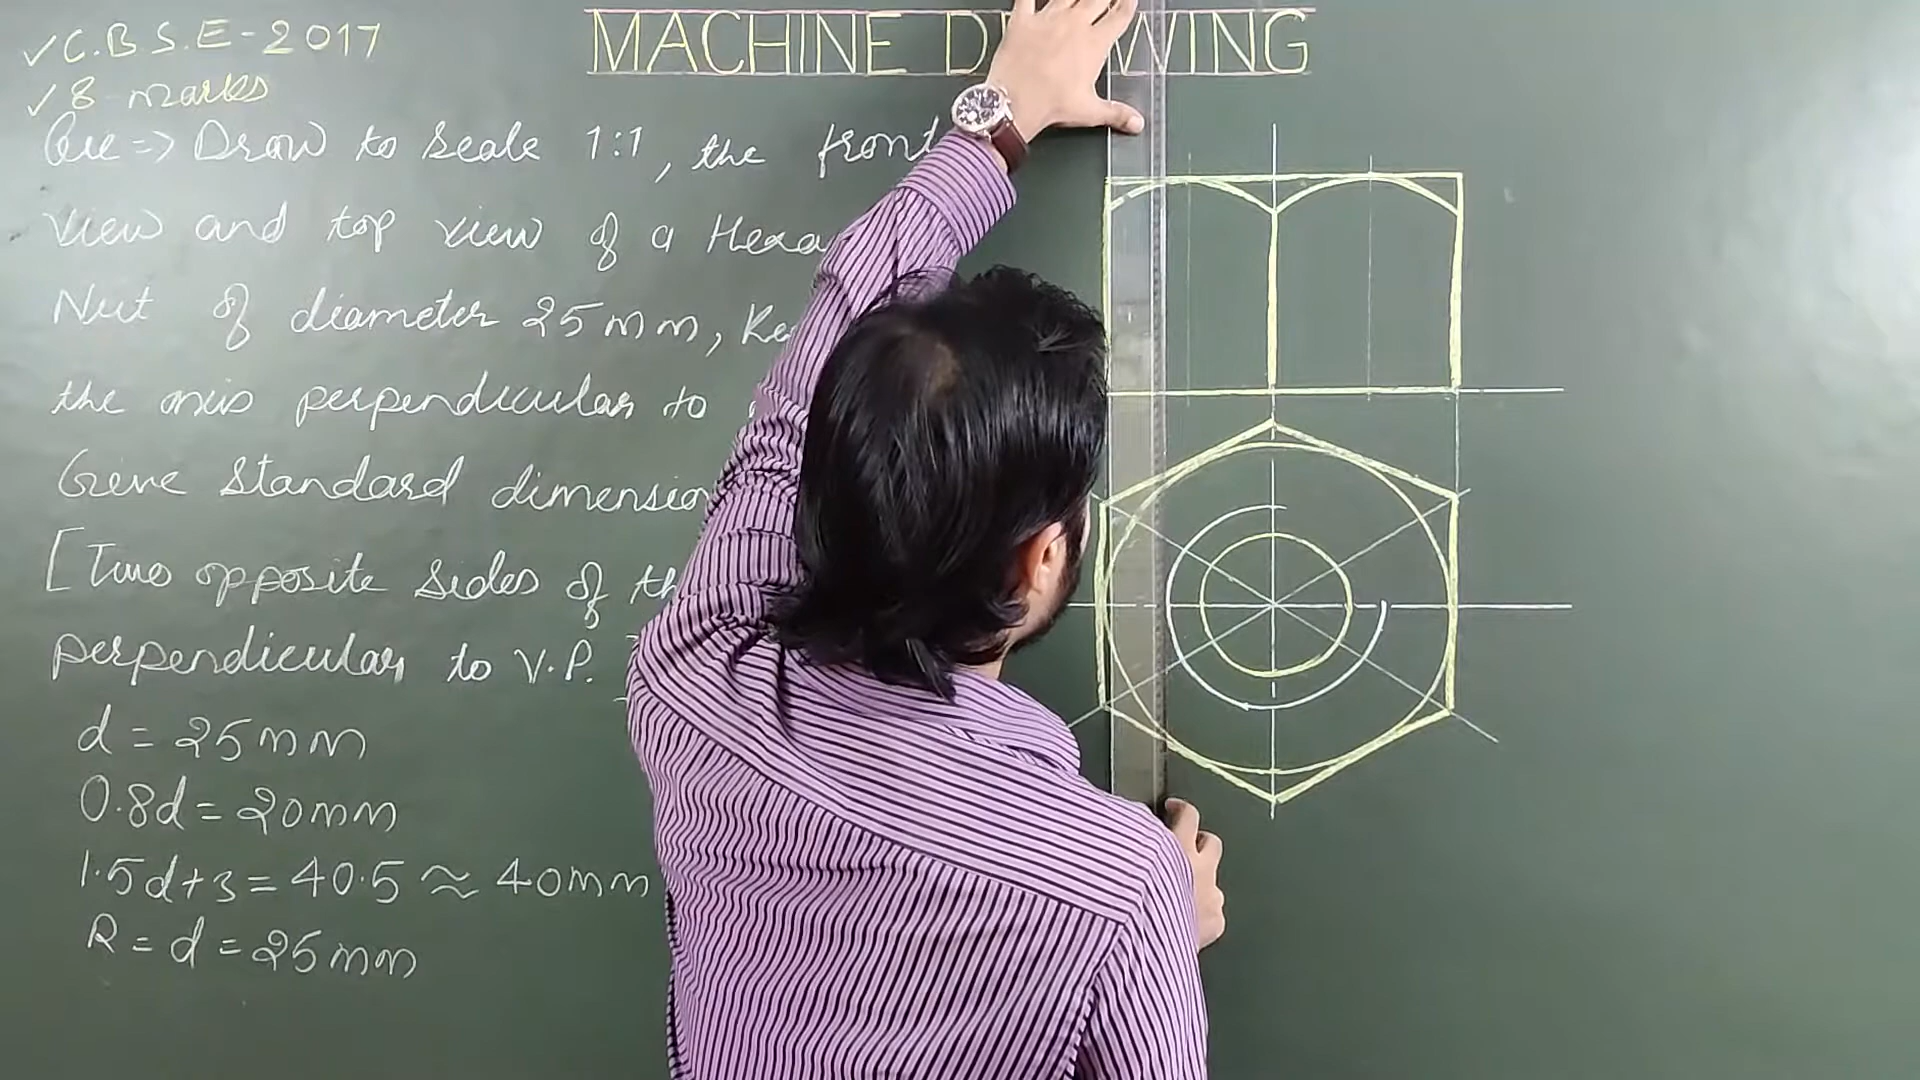 MACHINE D WING
✓ C.B.S.E-2017
✓ 8 marks
Que => Draw to scale 1:1, the front
view and top view of a Hexa
Nut of diameter 25mm, Ke
the axis perpendicular to
Give standard dimension
[Two opposite sides of th
perpendicular to V.P.
d = 25mm
0.8d = 20mm
1.5d+3 = 40.5 ≈ 40mm
R = d = 25mm